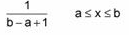 1/(b−a+1) a ≤ x ≤ b